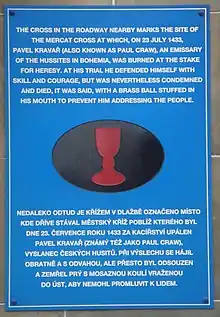 THE CROSS IN THE ROADWAY NEARBY MARKS THE SITE
OF THE MERCAT CROSS AT WHICH, ON 23 JULY 1433,
PAVEL KRAVAŘ (ALSO KNOWN AS PAUL CRAW), AN EMISSARY
OF THE HUSSITES IN BOHEMIA, WAS BURNED AT THE STAKE
FOR HERESY. AT HIS TRIAL HE DEFENDED HIMSELF WITH
SKILL AND COURAGE, BUT WAS NEVERTHELESS CONDEMNED
AND DIED, IT WAS SAID, WITH A BRASS BALL STUFFED IN
HIS MOUTH TO PREVENT HIM ADDRESSING THE PEOPLE.
NEDALEKO ODTUD JE KŘÍŽEM V DLAŽBĚ OZNAČENO MÍSTO
KDE DŘÍVE STÁVAL MĚSTSKÝ KŘÍŽ POBLÍŽ KTERÉHO BYL
DNE 23. ČERVENCE ROKU 1433 ZA KACÍŘSTVÍ UPÁLEN
PAVEL KRAVAŘ (ZNÁMÝ TÉŽ JAKO PAUL CRAW),
VYSLANEC ČESKÝCH HUSITŮ. PŘI VÝSLECHU SE HÁJIL
OBRATNĚ A S ODVAHOU, ALE PŘESTO BYL ODSOUZEN
A ZEMŘEL PRÝ S MOSAZNOU KOULÍ VRAŽENOU
DO ÚST, ABY NEMOHL PROMLUVIT K LIDEM.